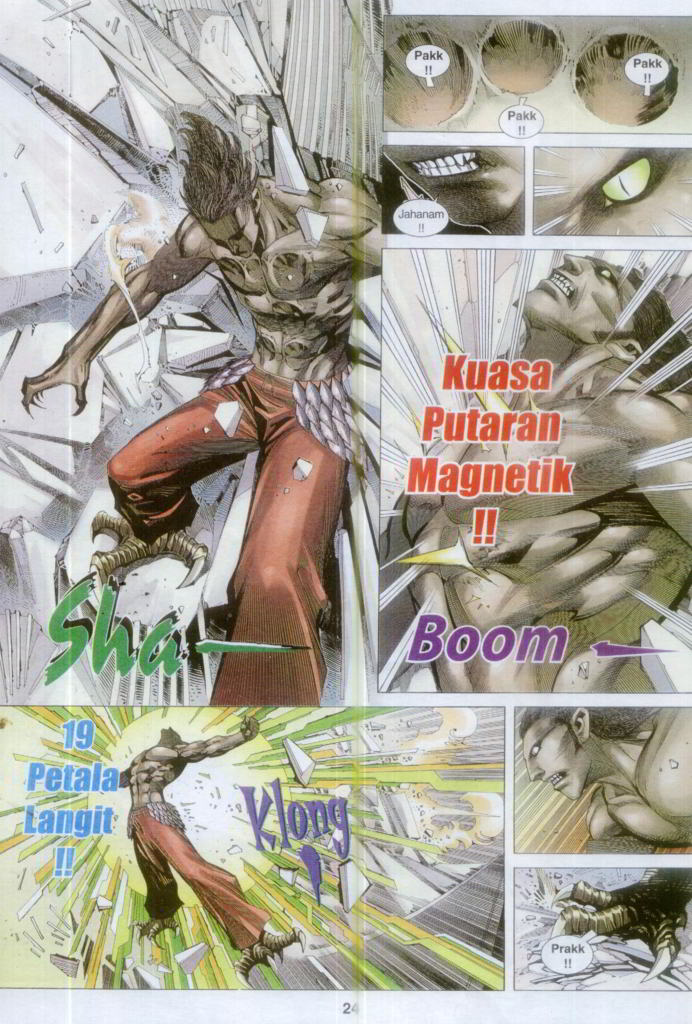 Pakk
!!
Pakk
!!
Pakk
!!
Jahanam
!!
Kuasa
Putaran
Magnetik
!!
Sha
Boom
19
Petala
Langit
!!
Klong
!
Prakk
!!
24